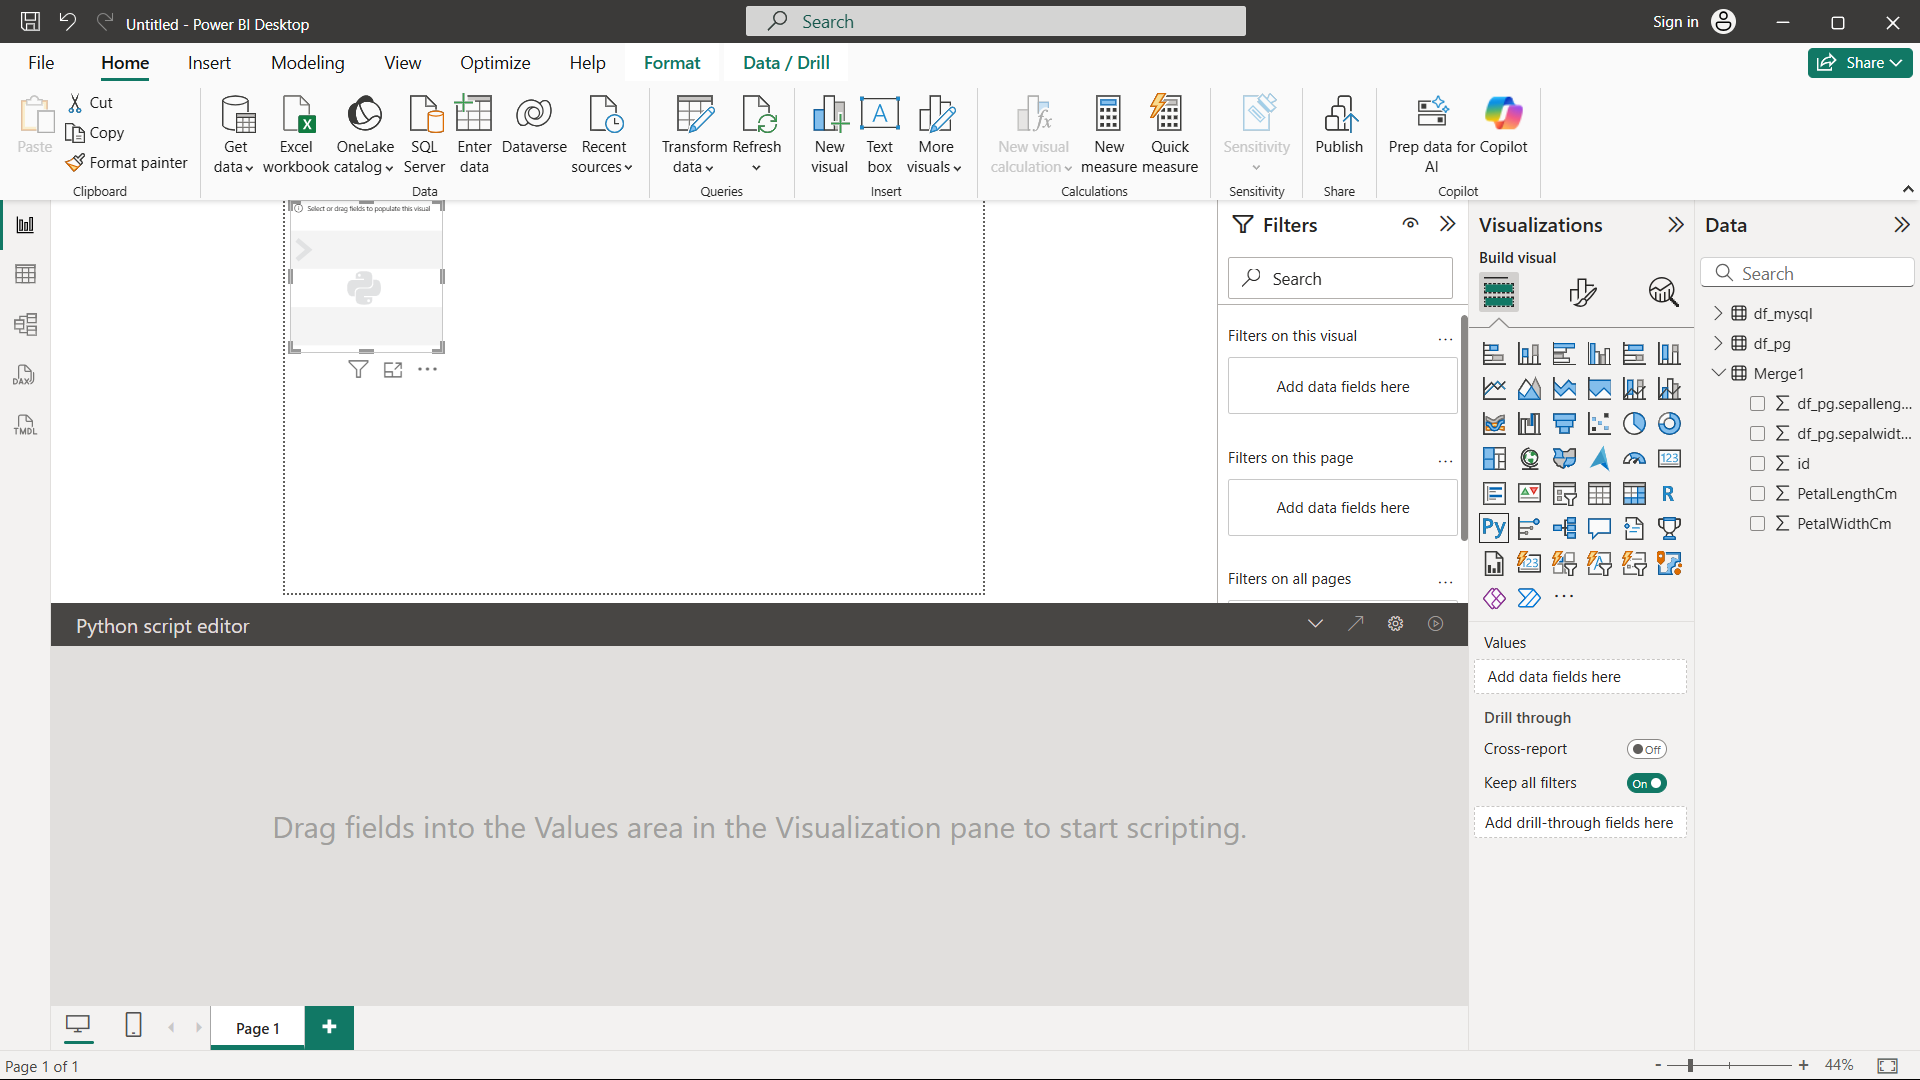 Untitled - Power BI Desktop
Search
Sign in
File
Home
Insert
Modeling
View
Optimize
Help
Format
Data / Drill
Share
Paste
Cut
Copy
Format painter
Clipboard
Get data
Excel workbook
OneLake catalog
SQL Server
Enter data
Dataverse
Recent sources
Data
Transform data
Refresh
Queries
New visual
Text box
More visuals
Insert
New visual calculation
New measure
Quick measure
Calculations
Sensitivity
Sensitivity
Publish
Share
Prep data for AI
Copilot
Copilot
Select or drag fields to populate this visual
DAX
TMDL
Filters
Search
Filters on this visual
...
Add data fields here
Filters on this page
...
Add data fields here
Filters on all pages
...
Visualizations
Build visual
123
R
Py
123
...
Values
Add data fields here
Drill through
Cross-report
Off
Keep all filters
On
Add drill-through fields here
Data
Search
df_mysql
df_pg
Merge1
df_pg.sepalleng...
df_pg.sepalwidt...
id
PetalLengthCm
PetalWidthCm
Python script editor
Drag fields into the Values area in the Visualization pane to start scripting.
Page 1
Page 1 of 1
- + 44%